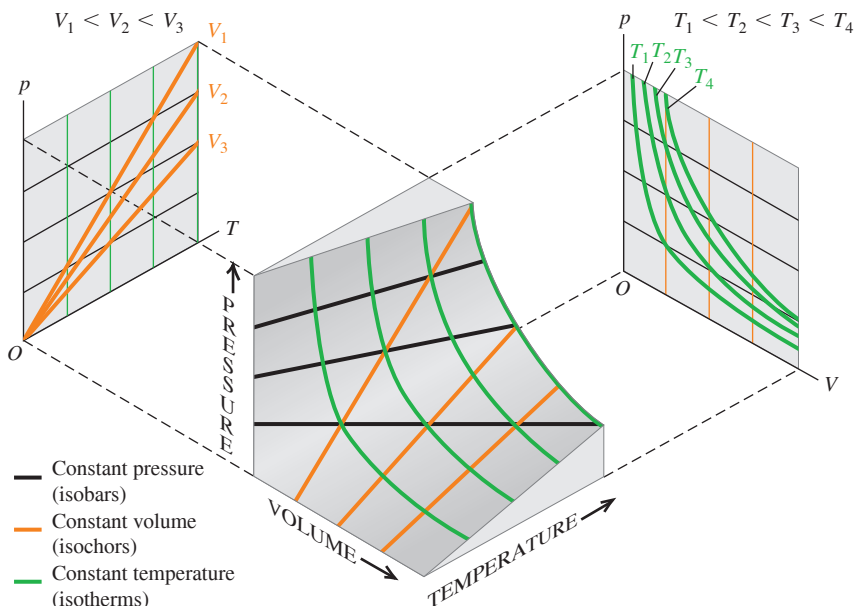 V₁ < V₂ < V₃
V₁
V₂
V₃
p
T
O
T₁ < T₂ < T₃ < T₄
p
T₁ T₂ T₃
T₄
O
V
PRESSURE
VOLUME
TEMPERATURE
Constant pressure
(isobars)
Constant volume
(isochors)
Constant temperature
(isotherms)